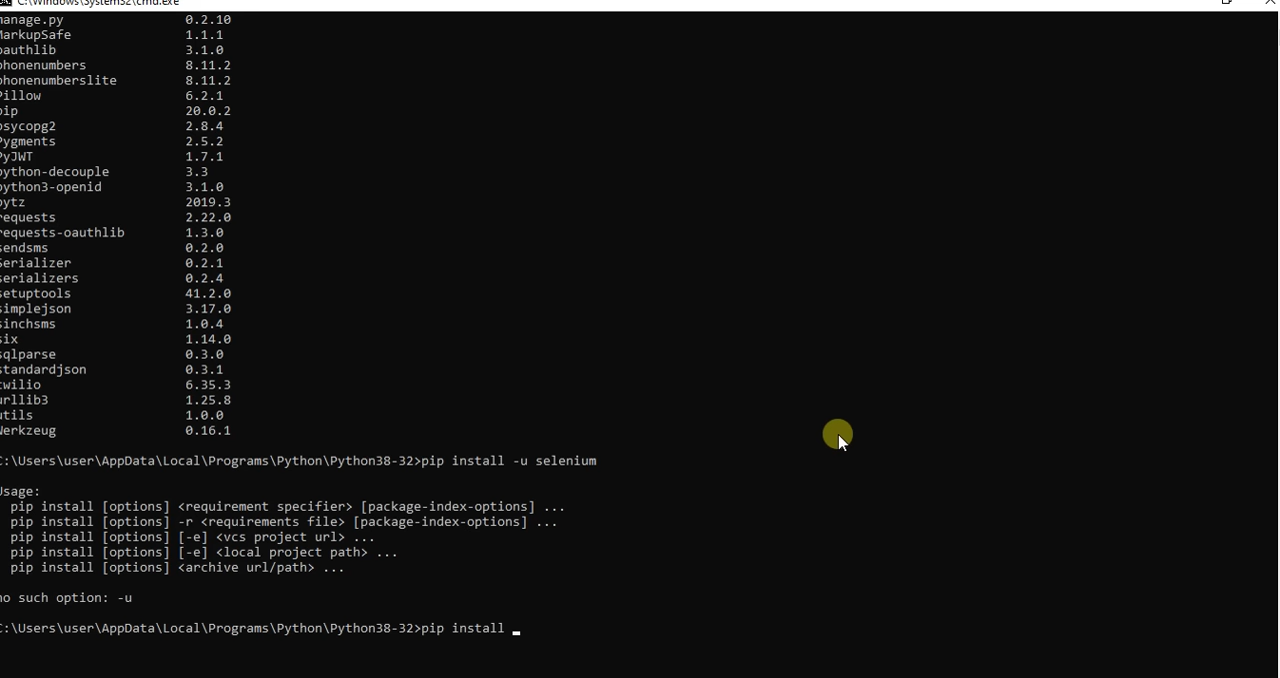 C:\Windows\System32\cmd.exe
manage.py 0.2.10
MarkupSafe 1.1.1
oauthlib 3.1.0
phonenumbers 8.11.2
phonenumberslite 8.11.2
Pillow 6.2.1
pip 20.0.2
psycopg2 2.8.4
Pygments 2.5.2
PyJWT 1.7.1
python-decouple 3.3
python3-openid 3.1.0
pytz 2019.3
requests 2.22.0
requests-oauthlib 1.3.0
sendsms 0.2.0
Serializer 0.2.1
serializers 0.2.4
setuptools 41.2.0
simplejson 3.17.0
sinchsms 1.0.4
six 1.14.0
sqlparse 0.3.0
standardjson 0.3.1
twilio 6.35.3
urllib3 1.25.8
utils 1.0.0
Werkzeug 0.16.1
C:\Users\user\AppData\Local\Programs\Python\Python38-32>pip install -u selenium
Usage:
pip install [options] <requirement specifier> [package-index-options] ...
pip install [options] -r <requirements file> [package-index-options] ...
pip install [options] [-e] <vcs project url> ...
pip install [options] [-e] <local project path> ...
pip install [options] <archive url/path> ...
no such option: -u
C:\Users\user\AppData\Local\Programs\Python\Python38-32>pip install